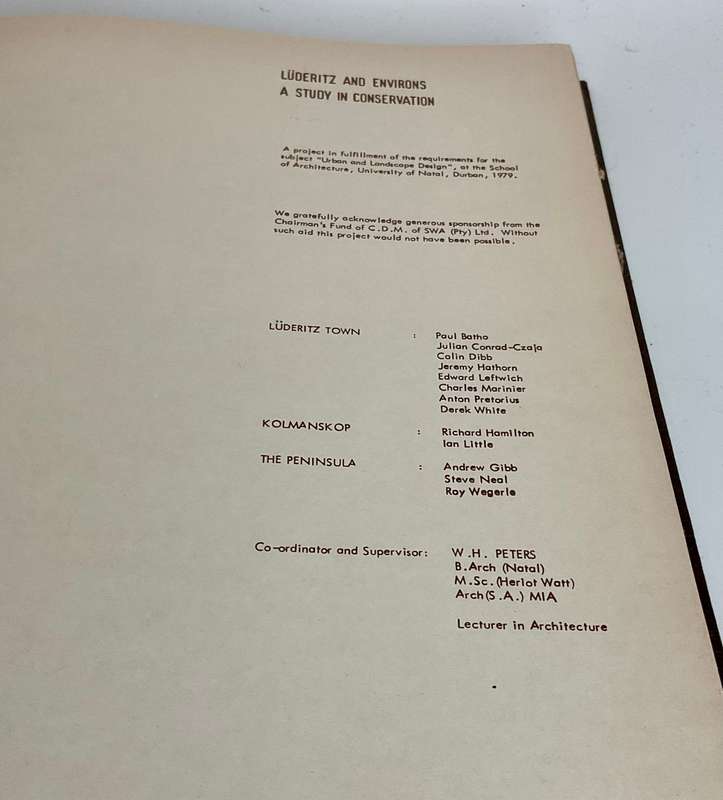 LÜDERITZ AND ENVIRONS
A STUDY IN CONSERVATION
A project in fulfillment of the requirements for the
subject "Urban and Landscape Design", at the School
of Architecture, University of Natal, Durban, 1979.
We gratefully acknowledge generous sponsorship from the
Chairman's Fund of C.D.M. of SWA (Pty) Ltd. Without
such aid this project would not have been possible.
LÜDERITZ TOWN : Paul Batho
Julian Conrad-Czaja
Colin Dibb
Jeremy Hathorn
Edward Leftwich
Charles Marinier
Anton Pretorius
Derek White
KOLMANSKOP : Richard Hamilton
Ian Little
THE PENINSULA : Andrew Gibb
Steve Neal
Roy Wegerle
Co-ordinator and Supervisor: W.H. PETERS
B.Arch (Natal)
M.Sc.(Heriot Watt)
Arch(S.A.) MIA
Lecturer in Architecture